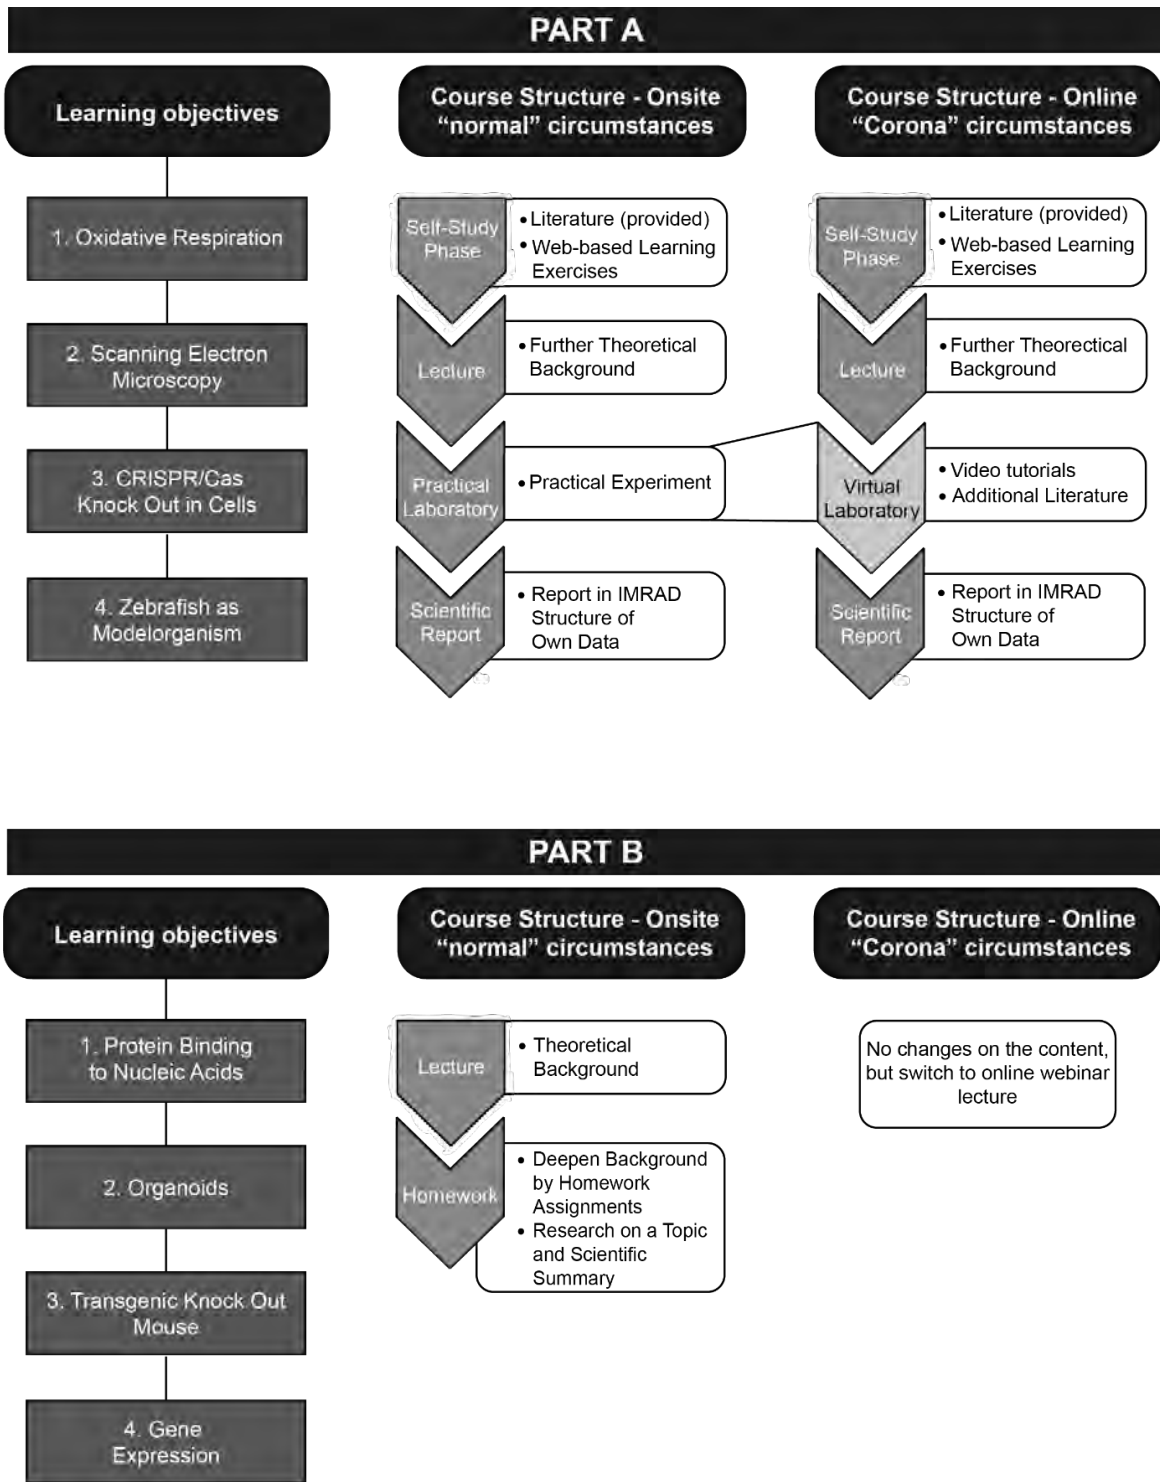 PART A
Learning objectives
1. Oxidative Respiration
2. Scanning Electron
Microscopy
3. CRISPR/Cas
Knock Out in Cells
4. Zebrafish as
Modelorganism
Course Structure - Onsite
“normal” circumstances
Self-Study
Phase
• Literature (provided)
• Web-based Learning
Exercises
Lecture
• Further Theoretical
Background
Practical
Laboratory
• Practical Experiment
Scientific
Report
• Report in IMRAD
Structure of
Own Data
Course Structure - Online
“Corona” circumstances
Self-Study
Phase
• Literature (provided)
• Web-based Learning
Exercises
Lecture
• Further Theorectical
Background
Virtual
Laboratory
• Video tutorials
• Additional Literature
Scientific
Report
• Report in IMRAD
Structure of
Own Data
PART B
Learning objectives
1. Protein Binding
to Nucleic Acids
2. Organoids
3. Transgenic Knock Out
Mouse
4. Gene
Expression
Course Structure - Onsite
“normal” circumstances
Lecture
• Theoretical
Background
Homework
• Deepen Background
by Homework
Assignments
• Research on a Topic
and Scientific
Summary
Course Structure - Online
“Corona” circumstances
No changes on the content,
but switch to online webinar
lecture